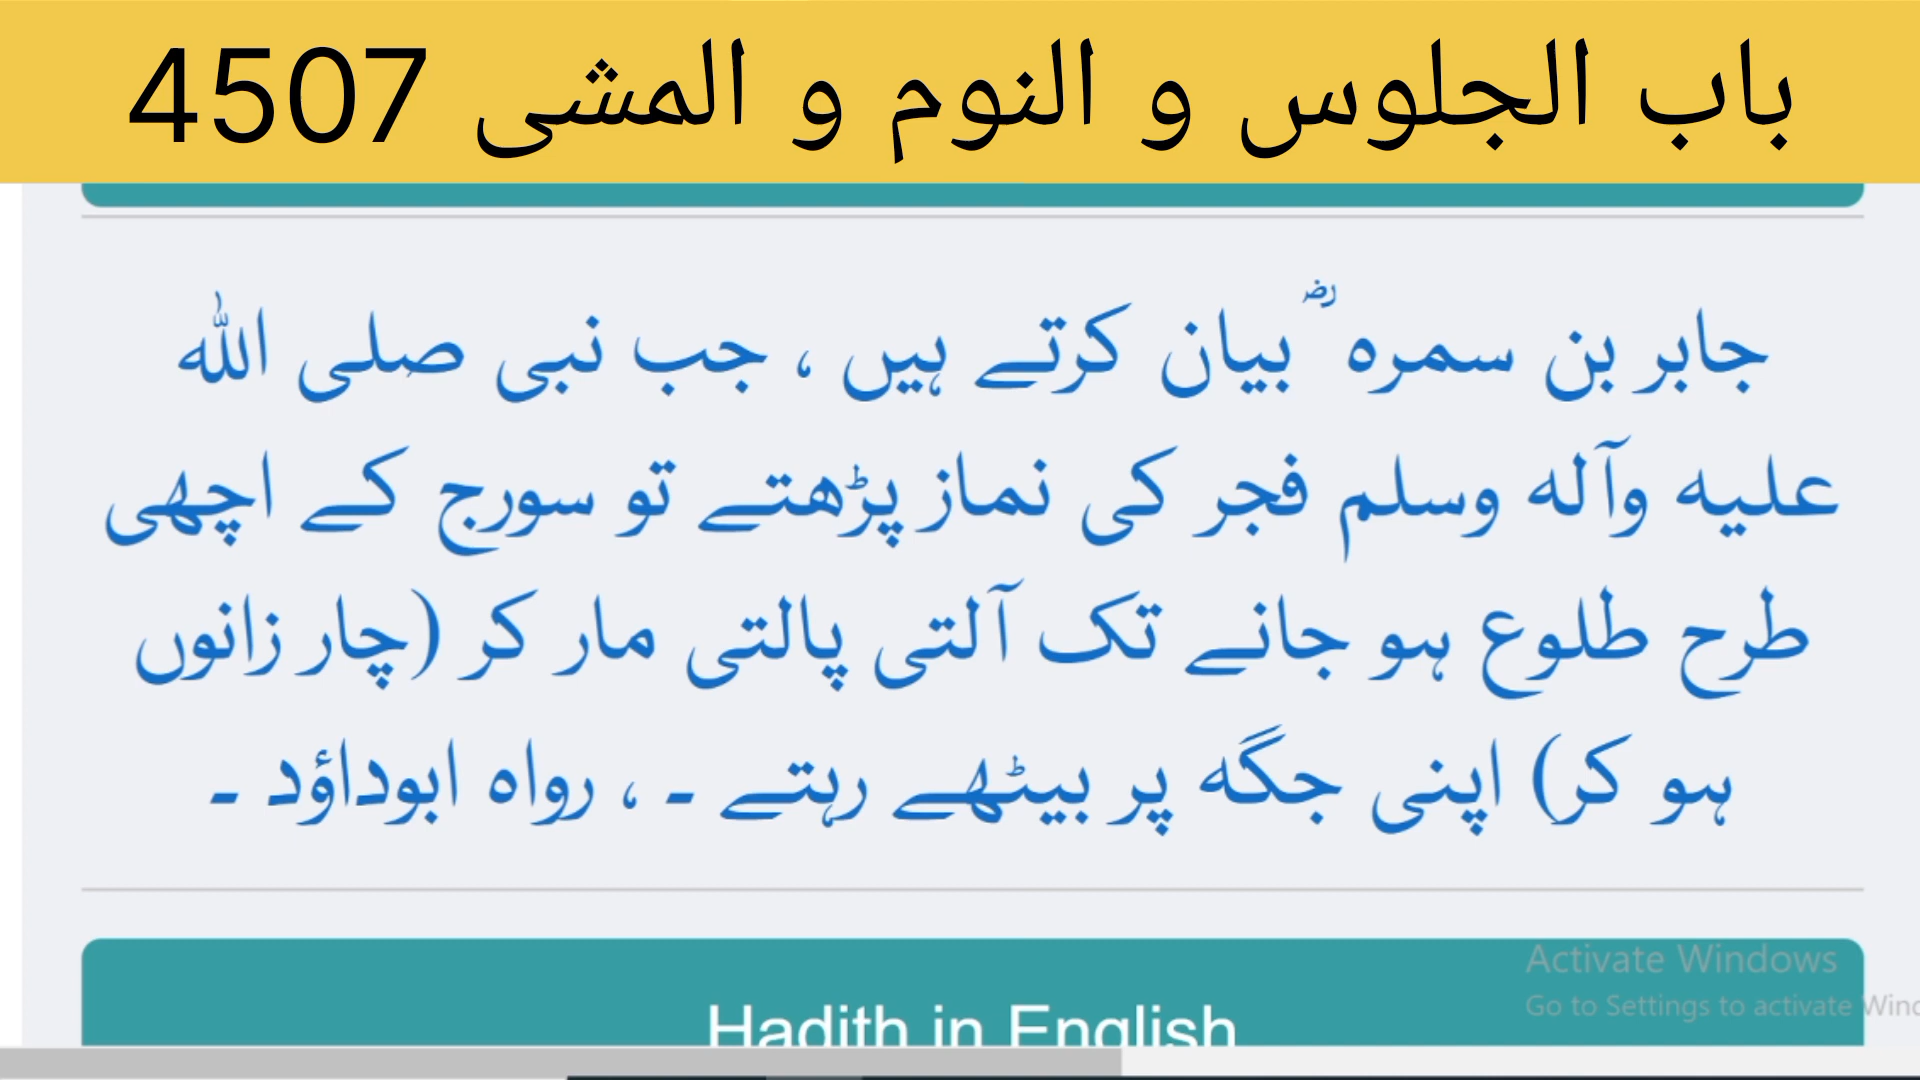 باب الجلوس و النوم و المشی 4507
جابر بن سمرہ ؓ بیان کرتے ہیں ، جب نبی صلی اللہ
علیہ وآلہ وسلم فجر کی نماز پڑھتے تو سورج کے اچھی
طرح طلوع ہو جانے تک آلتی پالتی مار کر (چار زانوں
ہو کر) اپنی جگہ پر بیٹھے رہتے ۔ ، رواہ ابوداؤد ۔
Activate Windows
Go to Settings to activate Wind
Hadith in English